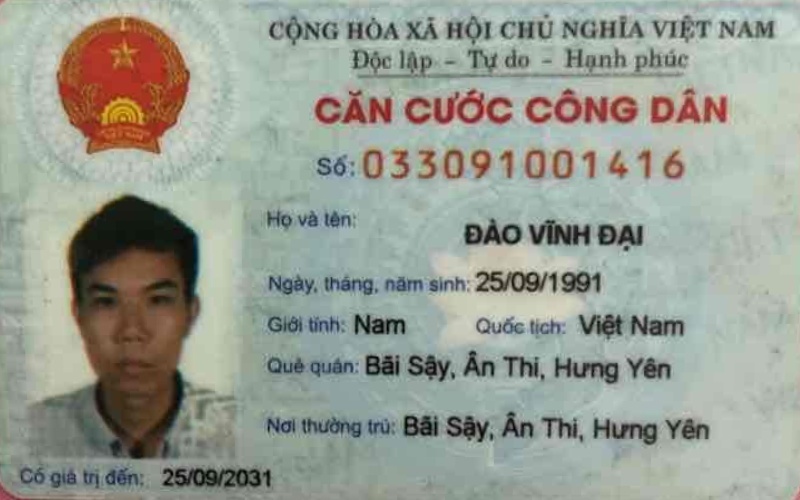 CỘNG HÒA XÃ HỘI CHỦ NGHĨA VIỆT NAM
Độc lập - Tự do - Hạnh phúc
CĂN CƯỚC CÔNG DÂN
Số: 033091001416
Họ và tên:
ĐÀO VĨNH ĐẠI
Ngày, tháng, năm sinh: 25/09/1991
Giới tính: Nam Quốc tịch: Việt Nam
Quê quán: Bãi Sậy, Ân Thi, Hưng Yên
Nơi thường trú: Bãi Sậy, Ân Thi, Hưng Yên
Có giá trị đến: 25/09/2031